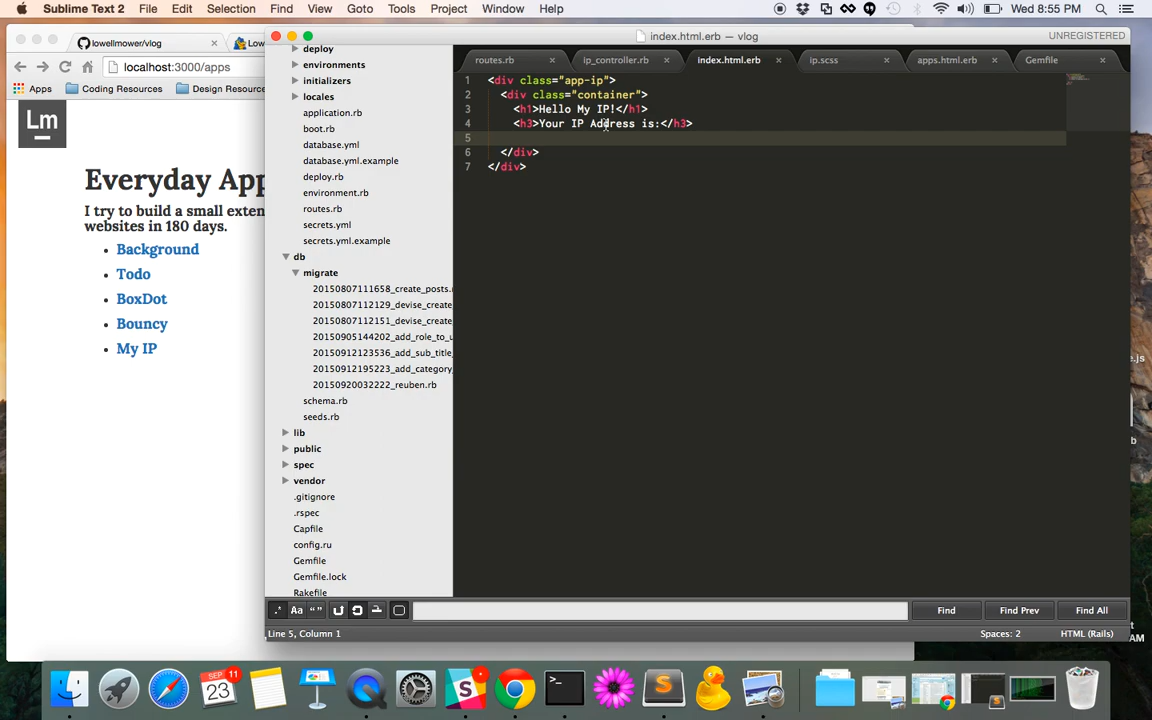 Sublime Text 2 File Edit Selection Find View Goto Tools Project Window Help Wed 8:55 PM
index.html.erb — vlog
UNREGISTERED
lowellmower/vlog
Low
localhost:3000/apps
Apps Coding Resources Design Resource
Lm
Everyday App
I try to build a small exten
websites in 180 days.
Background
Todo
BoxDot
Bouncy
My IP
deploy
environments
initializers
locales
application.rb
boot.rb
database.yml
database.yml.example
deploy.rb
environment.rb
routes.rb
secrets.yml
secrets.yml.example
db
migrate
20150807111658_create_posts.r
20150807112129_devise_create
20150807112151_devise_create
20150905144202_add_role_to_u
20150912123536_add_sub_title_
20150912195223_add_category_
20150920032222_reuben.rb
schema.rb
seeds.rb
lib
public
spec
vendor
.gitignore
.rspec
Capfile
config.ru
Gemfile
Gemfile.lock
Rakefile
routes.rb ip_controller.rb index.html.erb ip.scss apps.html.erb Gemfile
1 <div class="app-ip">
2 <div class="container">
3 <h1>Hello My IP!</h1>
4 <h3>Your IP Address is:</h3>
5
6 </div>
7 </div>
.* Aa “ ” Find Find Prev Find All
Line 5, Column 1 Spaces: 2 HTML (Rails)
e.js
b
t
AM
SEP 11
23
S
>_
S